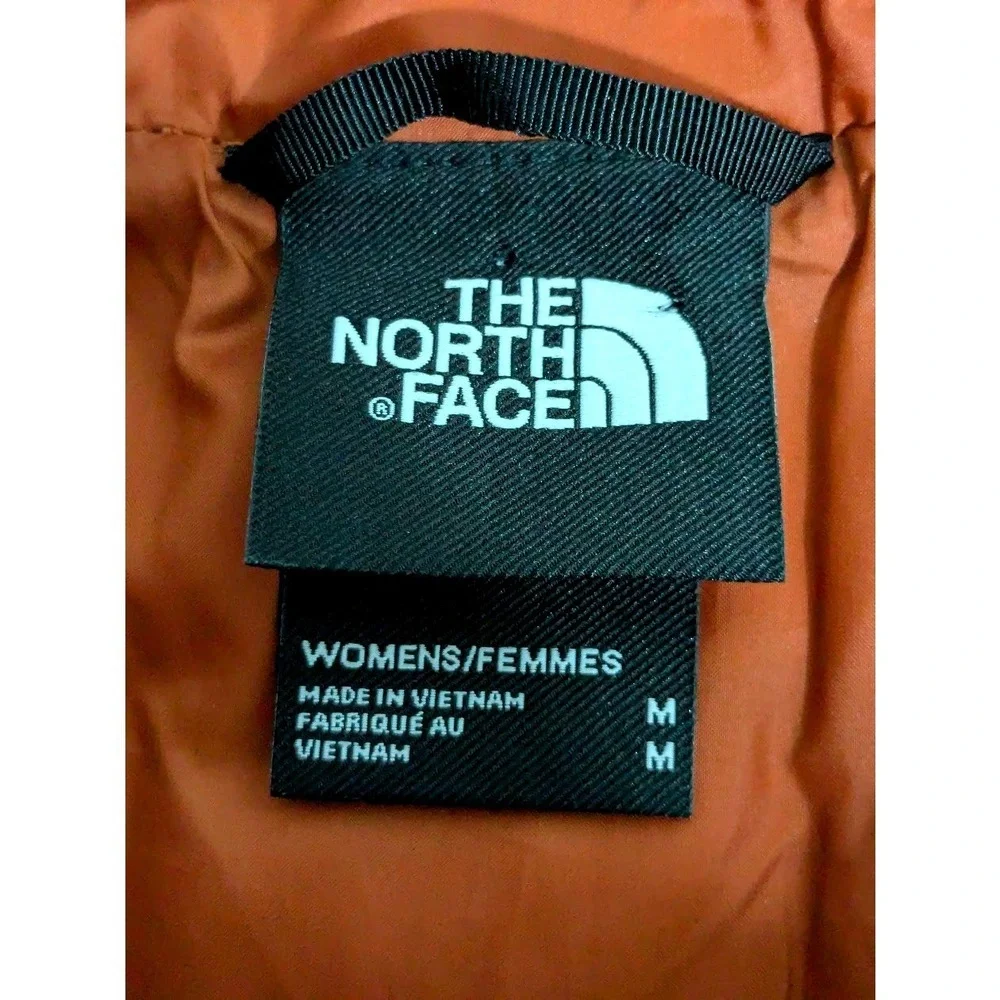 THE
NORTH
® FACE
WOMENS/FEMMES
MADE IN VIETNAM M
FABRIQUÉ AU
VIETNAM M